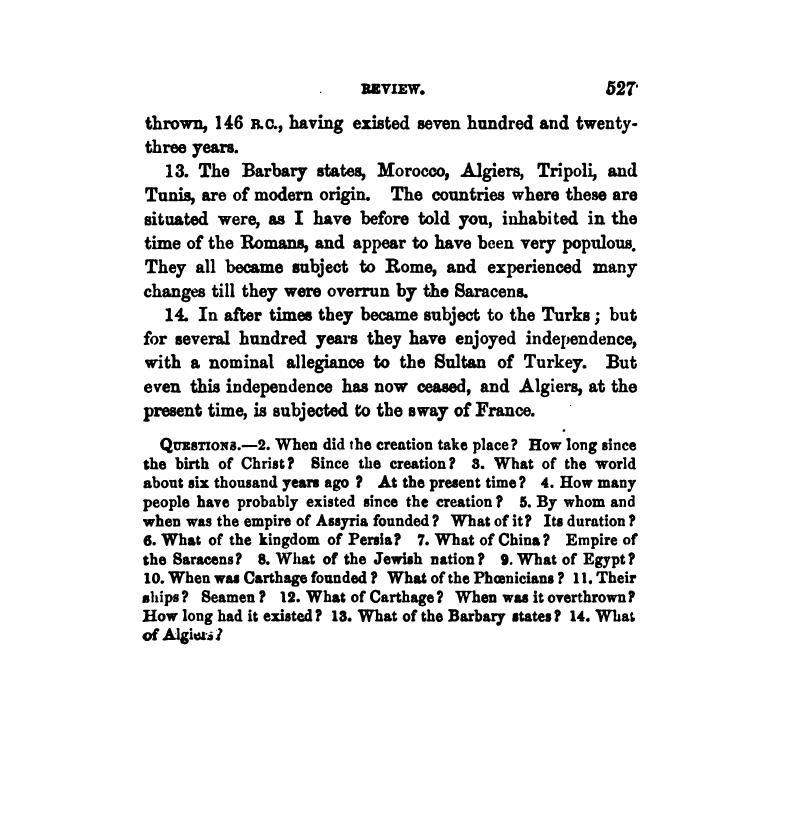 REVIEW. 527
thrown, 146 B.C., having existed seven hundred and twenty-
three years.
13. The Barbary states, Morocco, Algiers, Tripoli, and
Tunis, are of modern origin. The countries where these are
situated were, as I have before told you, inhabited in the
time of the Romans, and appear to have been very populous.
They all became subject to Rome, and experienced many
changes till they were overrun by the Saracens.
14. In after times they became subject to the Turks; but
for several hundred years they have enjoyed independence,
with a nominal allegiance to the Sultan of Turkey. But
even this independence has now ceased, and Algiers, at the
present time, is subjected to the sway of France.
QUESTIONS.—2. When did the creation take place? How long since
the birth of Christ? Since the creation? 3. What of the world
about six thousand years ago? At the present time? 4. How many
people have probably existed since the creation? 5. By whom and
when was the empire of Assyria founded? What of it? Its duration?
6. What of the kingdom of Persia? 7. What of China? Empire of
the Saracens? 8. What of the Jewish nation? 9. What of Egypt?
10. When was Carthage founded? What of the Phœnicians? 11. Their
ships? Seamen? 12. What of Carthage? When was it overthrown?
How long had it existed? 13. What of the Barbary states? 14. What
of Algiers?